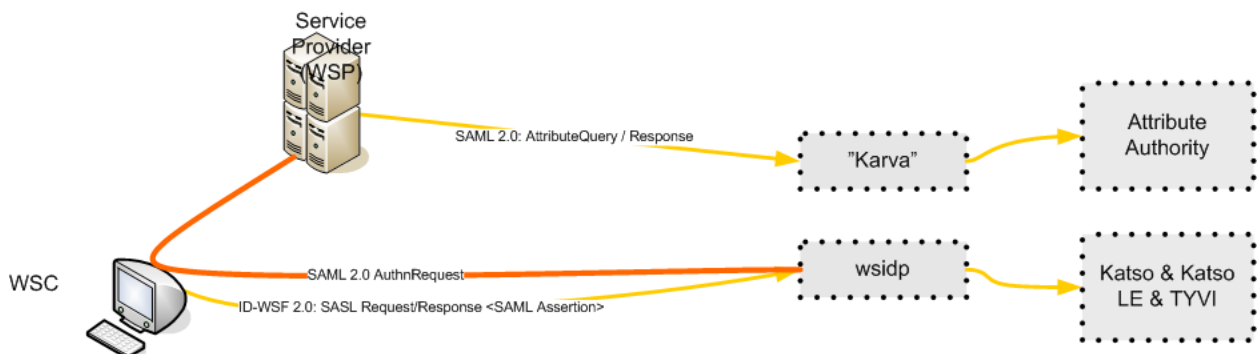 Service
Provider
(WSP)
SAML 2.0: AttributeQuery / Response
”Karva”
Attribute
Authority
WSC
SAML 2.0 AuthnRequest
wsidp
ID-WSF 2.0: SASL Request/Response <SAML Assertion>
Katso & Katso
LE & TYVI